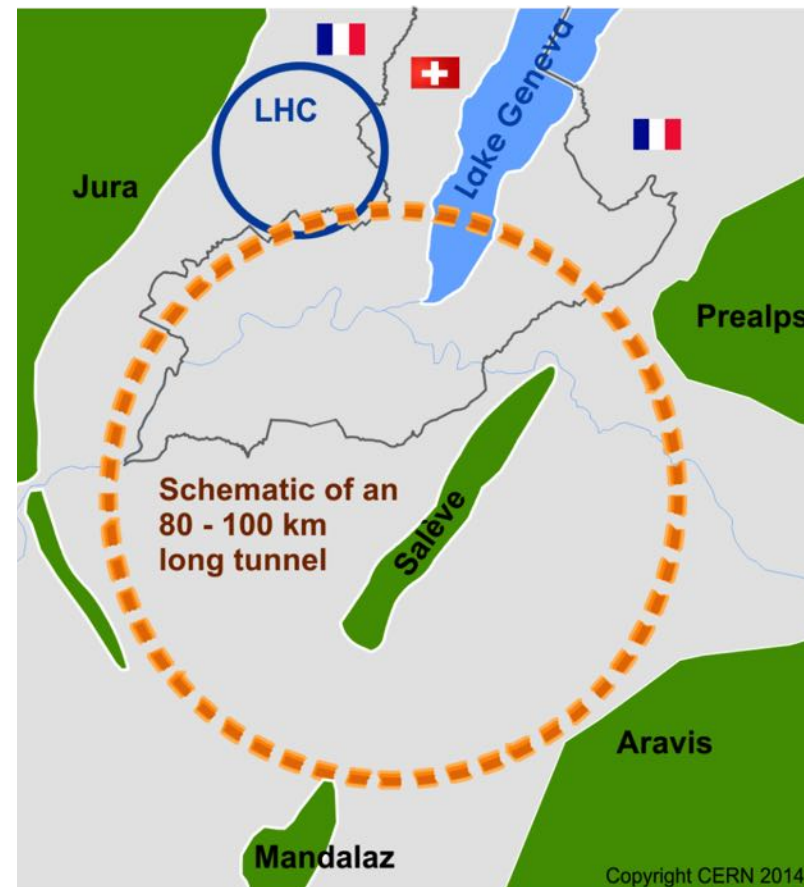 LHC
Lake Geneva
Jura
Prealps
Schematic of an
80 - 100 km
long tunnel
Salève
Aravis
Mandalaz
Copyright CERN 2014